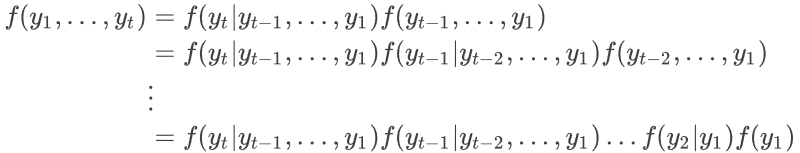 f(y_1, …, y_t) = f(y_t|y_{t−1}, …, y_1)f(y_{t−1}, …, y_1)
= f(y_t|y_{t−1}, …, y_1)f(y_{t−1}|y_{t−2}, …, y_1)f(y_{t−2}, …, y_1)
⋮
= f(y_t|y_{t−1}, …, y_1)f(y_{t−1}|y_{t−2}, …, y_1) … f(y_2|y_1)f(y_1)